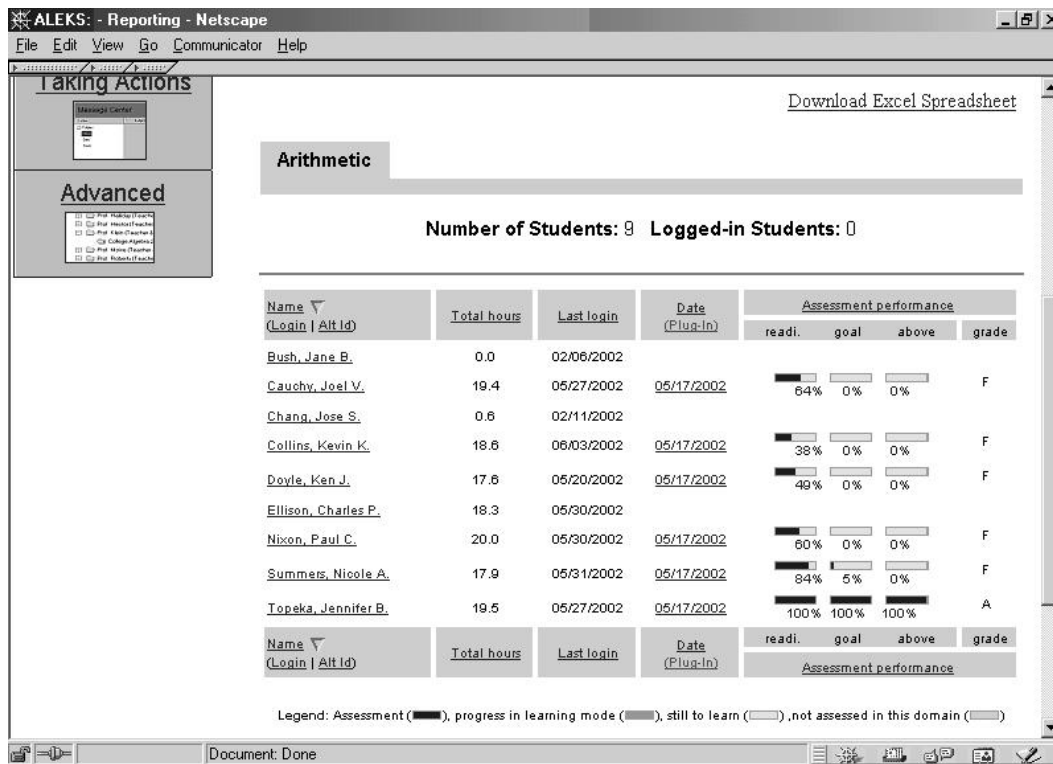 ALEKS: - Reporting - Netscape
File Edit View Go Communicator Help
Taking Actions
Message Center
Advanced
Download Excel Spreadsheet
Arithmetic
Number of Students: 9 Logged-in Students: 0
Name Total hours Last login Date Assessment performance
(Login | Alt Id) (Plug-In) readi. goal above grade
Bush, Jane B. 0.0 02/06/2002
Cauchy, Joel V. 19.4 05/27/2002 05/17/2002 64% 0% 0% F
Chang, Jose S. 0.6 02/11/2002
Collins, Kevin K. 18.6 06/03/2002 05/17/2002 38% 0% 0% F
Doyle, Ken J. 17.6 05/20/2002 05/17/2002 49% 0% 0% F
Ellison, Charles P. 18.3 05/30/2002
Nixon, Paul C. 20.0 05/30/2002 05/17/2002 60% 0% 0% F
Summers, Nicole A. 17.9 05/31/2002 05/17/2002 84% 5% 0% F
Topeka, Jennifer B. 19.5 05/27/2002 05/17/2002 100% 100% 100% A
Name Total hours Last login Date readi. goal above grade
(Login | Alt Id) (Plug-In) Assessment performance
Legend: Assessment ( ), progress in learning mode ( ), still to learn ( ) ,not assessed in this domain ( )
Document: Done